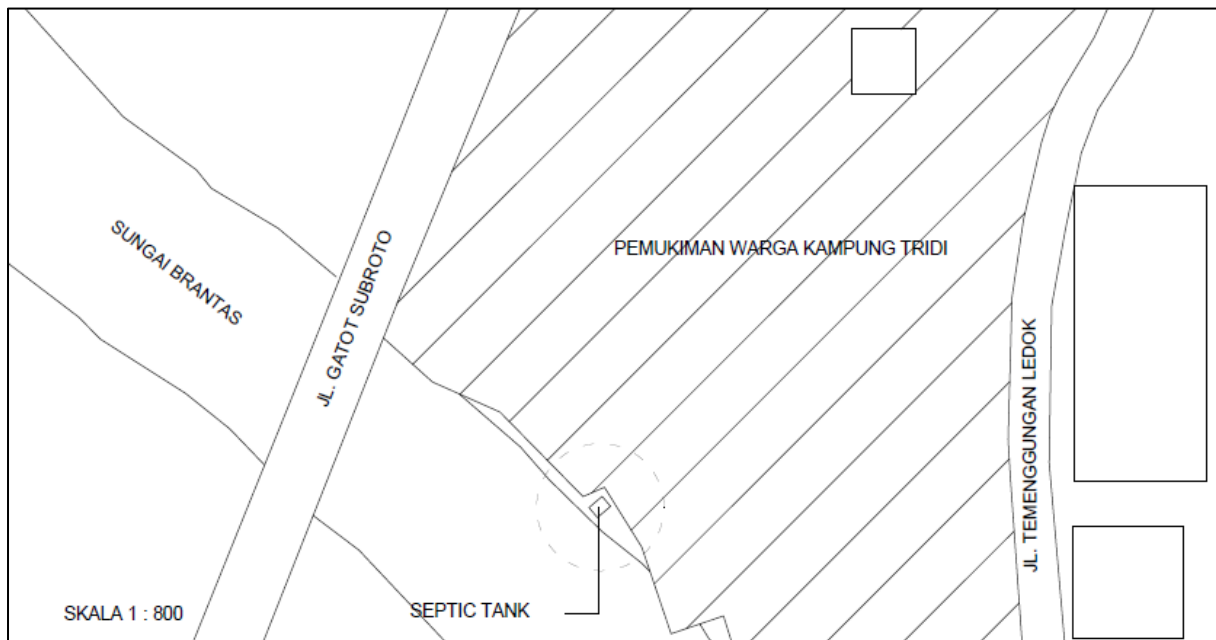 PEMUKIMAN WARGA KAMPUNG TRIDI
SUNGAI BRANTAS
JL. GATOT SUBROTO
JL. TEMENGGUNGAN LEDOK
SEPTIC TANK
SKALA 1 : 800